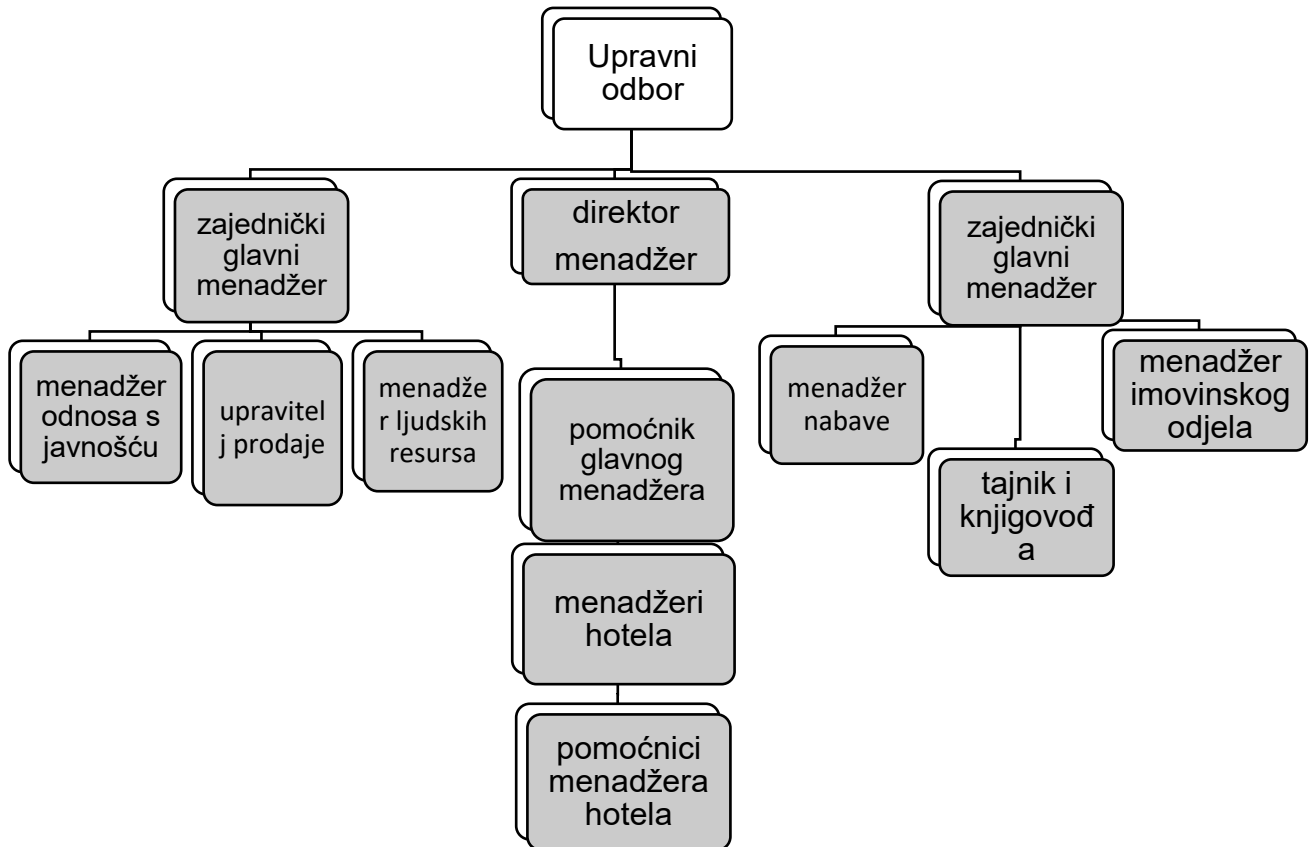 Upravni
odbor
zajednički
glavni
menadžer
direktor
menadžer
zajednički
glavni
menadžer
menadžer
odnosa s
javnošću
upravitel
j prodaje
menadže
r ljudskih
resursa
pomoćnik
glavnog
menadžera
menadžer
nabave
menadžer
imovinskog
odjela
tajnik i
knjigovođ
a
menadžeri
hotela
pomoćnici
menadžera
hotela